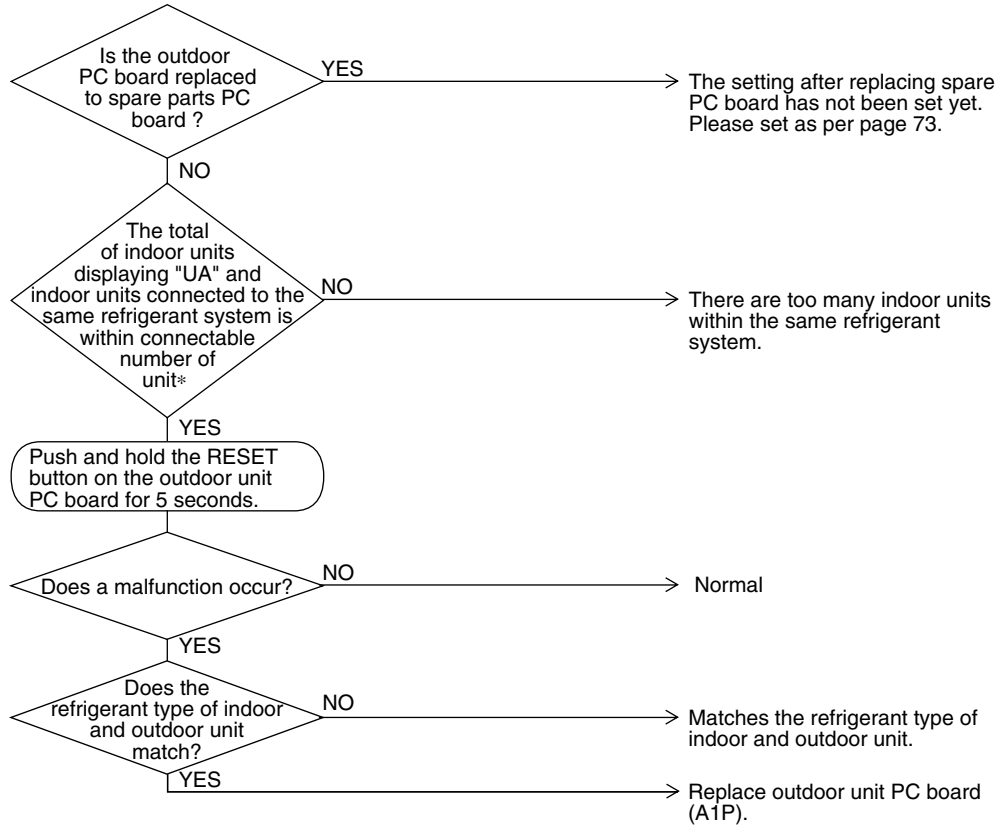 Is the outdoor
PC board replaced
to spare parts PC
board ?
YES
The setting after replacing spare
PC board has not been set yet.
Please set as per page 73.
NO
The total
of indoor units
displaying "UA" and
indoor units connected to the
same refrigerant system is
within connectable
number of
unit*
NO
There are too many indoor units
within the same refrigerant
system.
YES
Push and hold the RESET
button on the outdoor unit
PC board for 5 seconds.
Does a malfunction occur?
NO
Normal
YES
Does the
refrigerant type of indoor
and outdoor unit
match?
NO
Matches the refrigerant type of
indoor and outdoor unit.
YES
Replace outdoor unit PC board
(A1P).